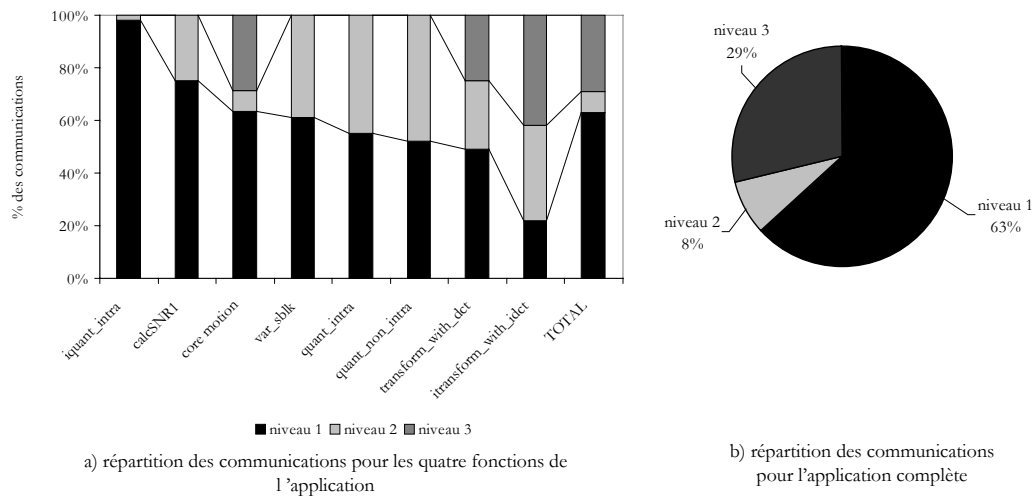 % des communications
100%
80%
60%
40%
20%
0%
iquant_intra
calcSNR1
core motion
var_sblk
quant_intra
quant_non_intra
transform_with_dct
itransform_with_idct
TOTAL
niveau 1 niveau 2 niveau 3
a) répartition des communications pour les quatre fonctions de
l 'application
niveau 3
29%
niveau 2
8%
niveau 1
63%
b) répartition des communications
pour l'application complète